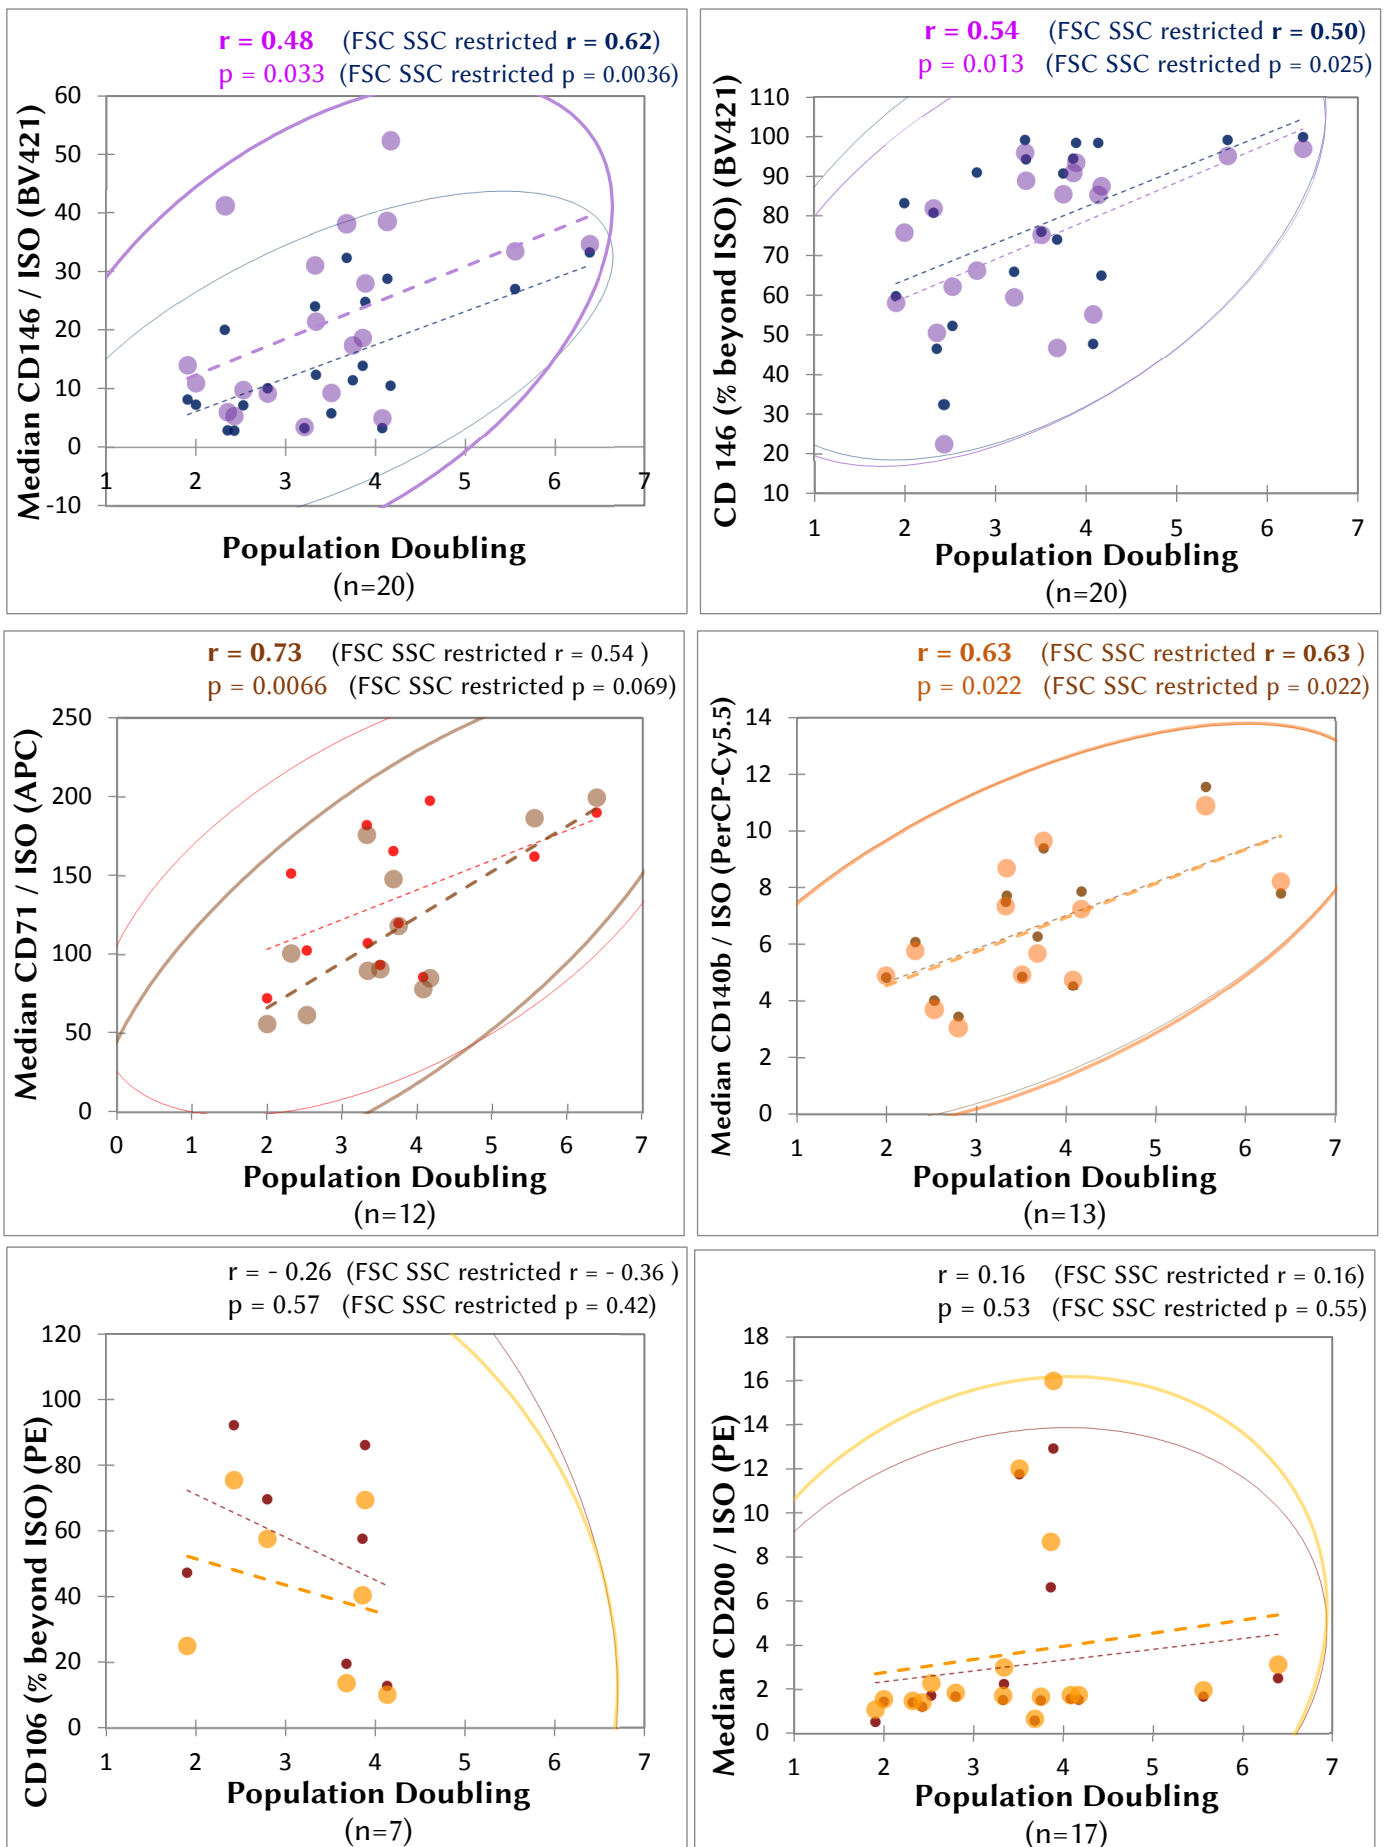 r = 0.48 (FSC SSC restricted r = 0.62)
p = 0.033 (FSC SSC restricted p = 0.0036)
Median CD146 / ISO (BV421)
60
50
40
30
20
10
0
-10
1 2 3 4 5 6 7
Population Doubling
(n=20)
r = 0.54 (FSC SSC restricted r = 0.50)
p = 0.013 (FSC SSC restricted p = 0.025)
CD 146 (% beyond ISO) (BV421)
110
100
90
80
70
60
50
40
30
20
10
1 2 3 4 5 6 7
Population Doubling
(n=20)
r = 0.73 (FSC SSC restricted r = 0.54 )
p = 0.0066 (FSC SSC restricted p = 0.069)
Median CD71 / ISO (APC)
250
200
150
100
50
0
0 1 2 3 4 5 6 7
Population Doubling
(n=12)
r = 0.63 (FSC SSC restricted r = 0.63 )
p = 0.022 (FSC SSC restricted p = 0.022)
Median CD140b / ISO (PerCP-Cy5.5)
14
12
10
8
6
4
2
0
1 2 3 4 5 6 7
Population Doubling
(n=13)
r = - 0.26 (FSC SSC restricted r = - 0.36 )
p = 0.57 (FSC SSC restricted p = 0.42)
CD106 (% beyond ISO) (PE)
120
100
80
60
40
20
0
1 2 3 4 5 6 7
Population Doubling
(n=7)
r = 0.16 (FSC SSC restricted r = 0.16)
p = 0.53 (FSC SSC restricted p = 0.55)
Median CD200 / ISO (PE)
18
16
14
12
10
8
6
4
2
0
1 2 3 4 5 6 7
Population Doubling
(n=17)